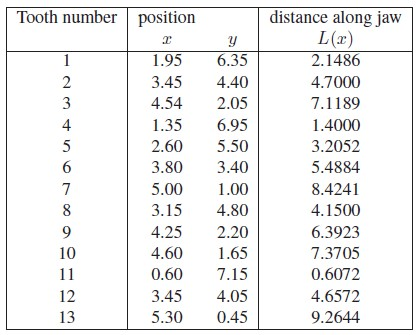 Tooth number position distance along jaw
x y L(x)
1 1.95 6.35 2.1486
2 3.45 4.40 4.7000
3 4.54 2.05 7.1189
4 1.35 6.95 1.4000
5 2.60 5.50 3.2052
6 3.80 3.40 5.4884
7 5.00 1.00 8.4241
8 3.15 4.80 4.1500
9 4.25 2.20 6.3923
10 4.60 1.65 7.3705
11 0.60 7.15 0.6072
12 3.45 4.05 4.6572
13 5.30 0.45 9.2644